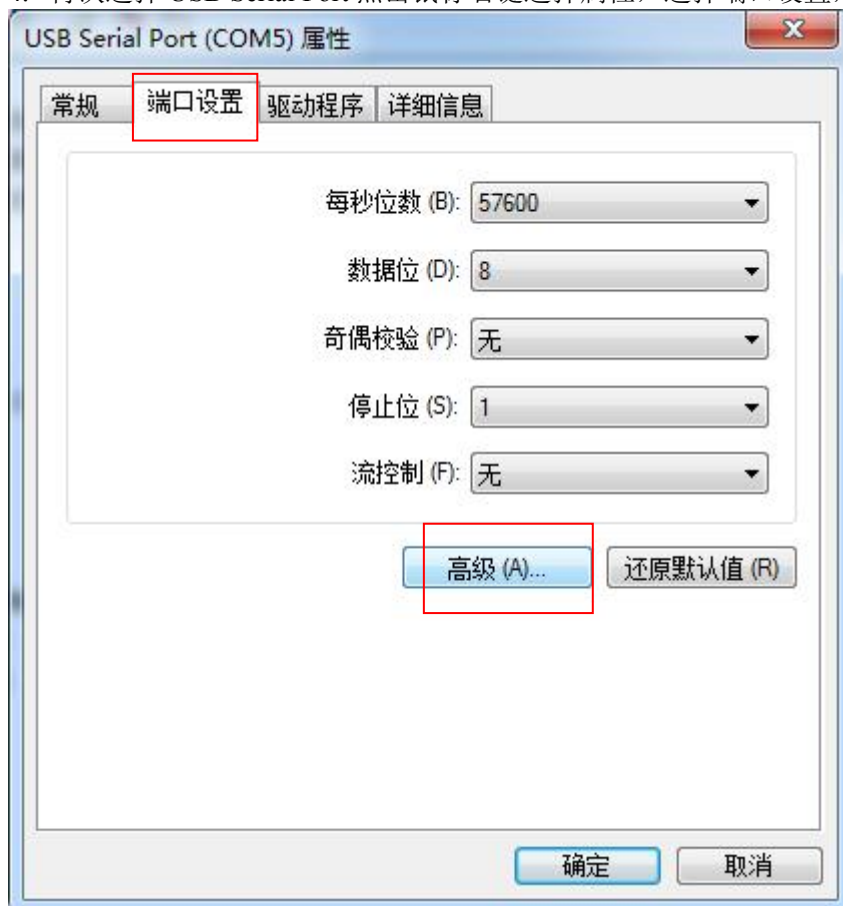 USB Serial Port (COM5) 属性
常规 端口设置 驱动程序 详细信息
每秒位数 (B): 57600
数据位 (D): 8
奇偶校验 (P): 无
停止位 (S): 1
流控制 (F): 无
高级 (A)... 还原默认值 (R)
确定 取消